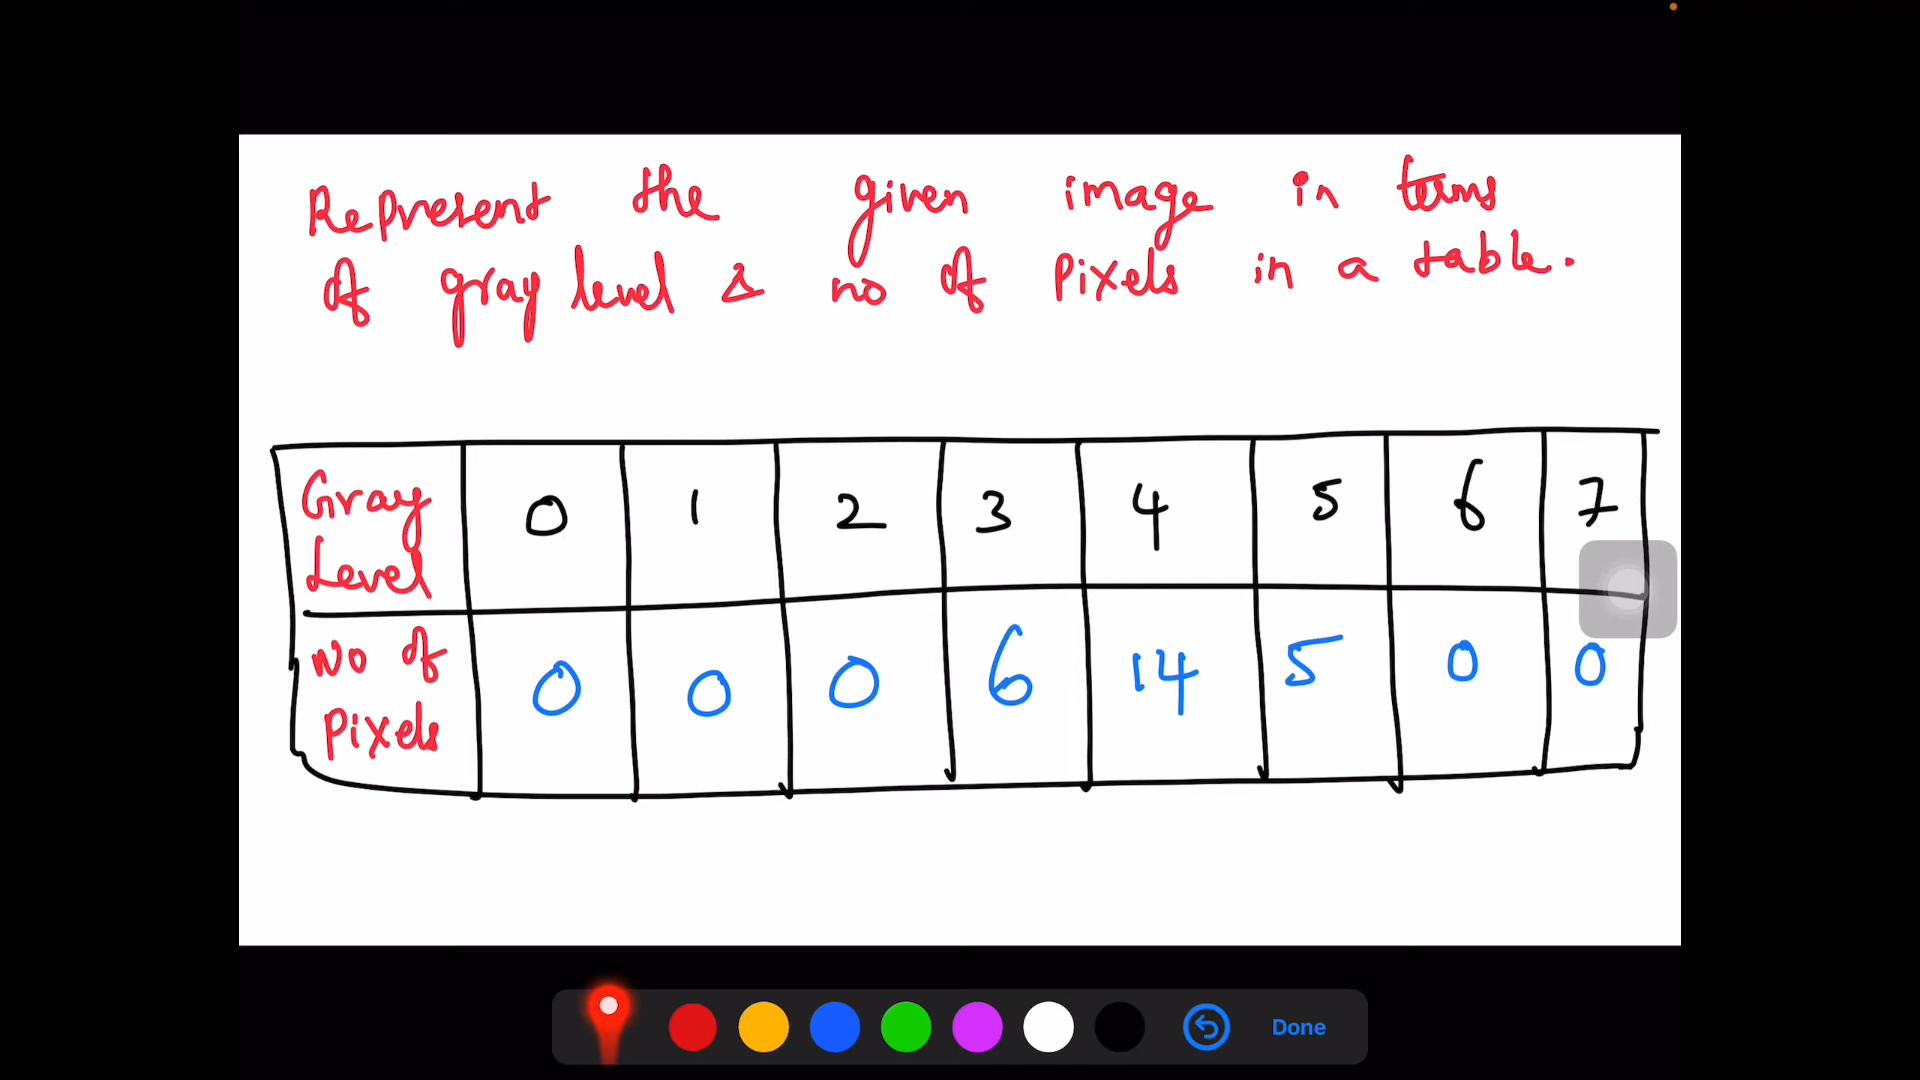 Represent the given image in terms
of gray level & no of Pixels in a table.
Gray Level 0 1 2 3 4 5 6 7
No of Pixels 0 0 0 6 14 5 0 0
Done